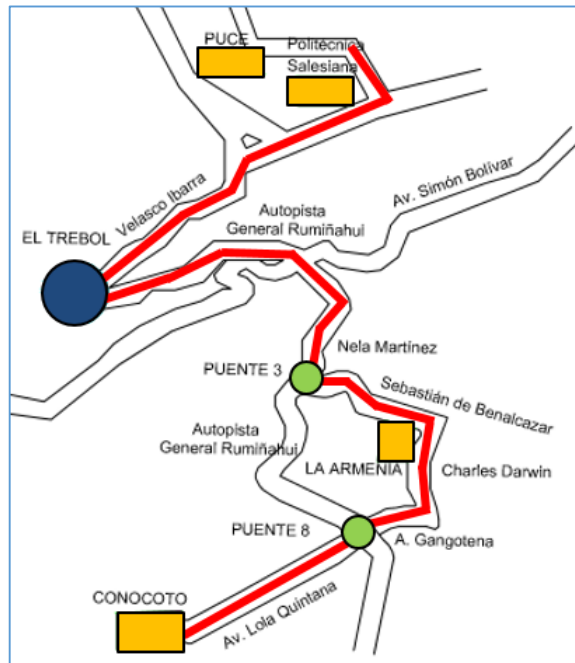 PUCE
Politécnica
Salesiana
Velasco Ibarra
Av. Simón Bolívar
Autopista
General Rumiñahui
EL TREBOL
Nela Martínez
PUENTE 3
Sebastián de Benalcazar
Autopista
General Rumiñahui
LA ARMENIA
Charles Darwin
PUENTE 8
A. Gangotena
CONOCOTO
Av. Lola Quintana